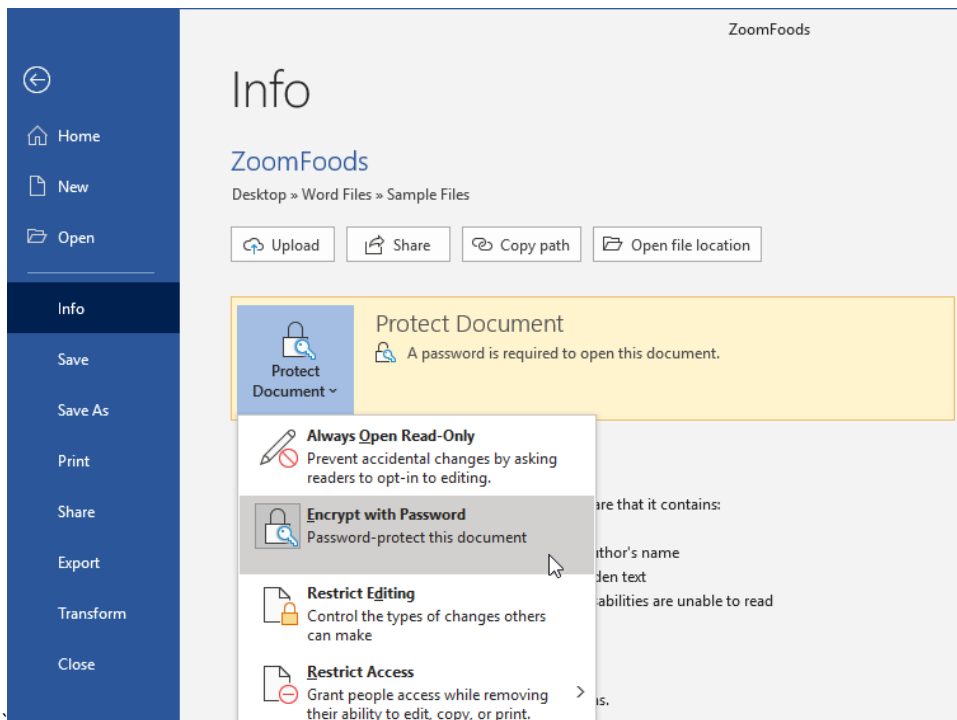 ZoomFoods
Info
Home
New
Open
Info
Save
Save As
Print
Share
Export
Transform
Close
ZoomFoods
Desktop » Word Files » Sample Files
Upload
Share
Copy path
Open file location
Protect
Document
Protect Document
A password is required to open this document.
Always Open Read-Only
Prevent accidental changes by asking
readers to opt-in to editing.
Encrypt with Password
Password-protect this document
Restrict Editing
Control the types of changes others
can make
Restrict Access
Grant people access while removing
their ability to edit, copy, or print.
that it contains:
name
text
are unable to read